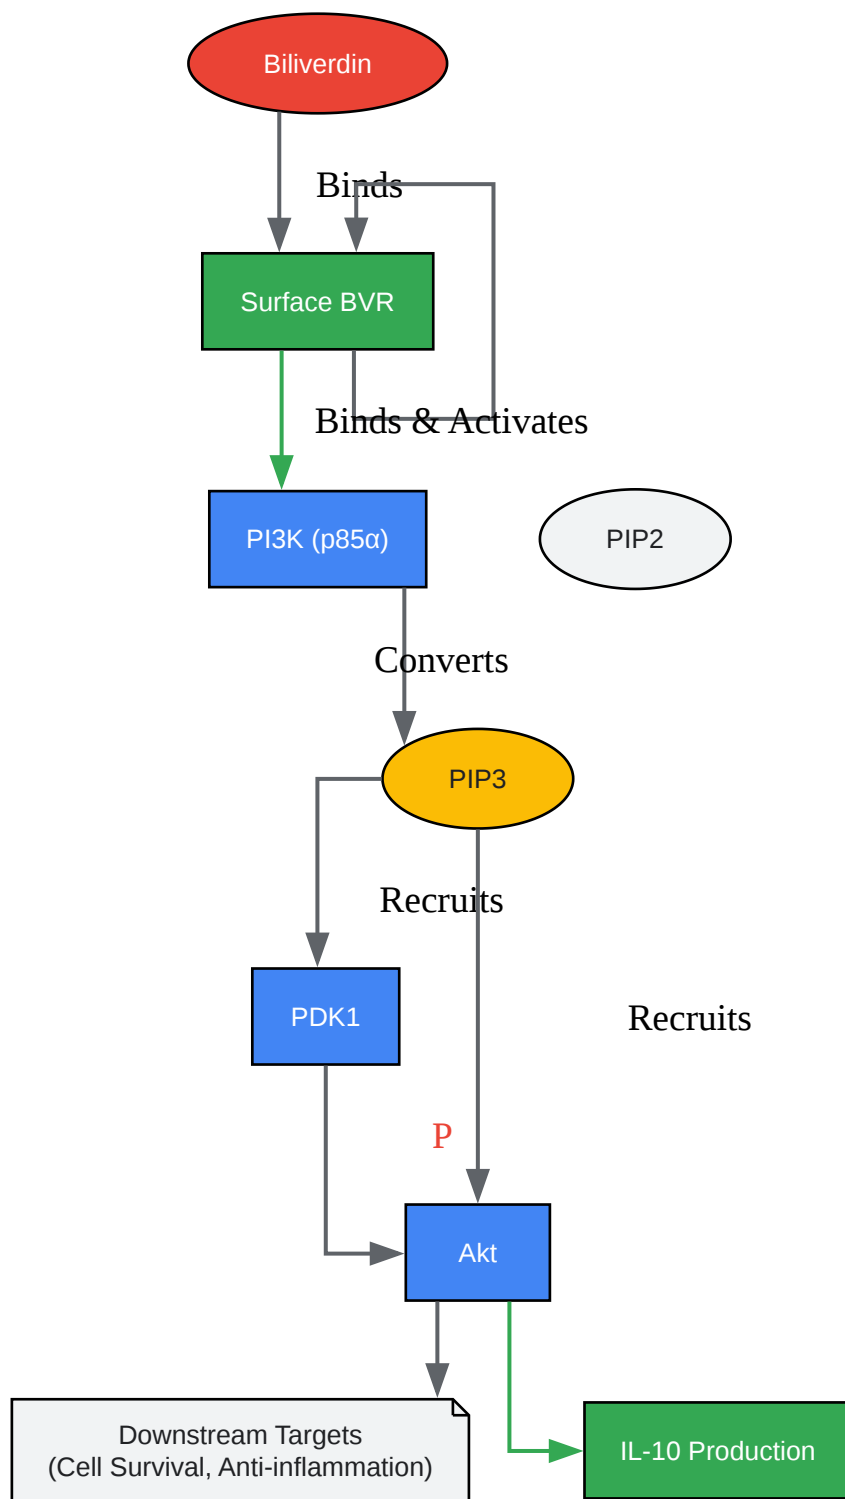 Biliverdin
Binds
Surface BVR
Binds & Activates
PI3K (p85α)
PIP2
Converts
PIP3
Recruits
PDK1
Recruits
P
Akt
Downstream Targets
(Cell Survival, Anti-inflammation)
IL-10 Production